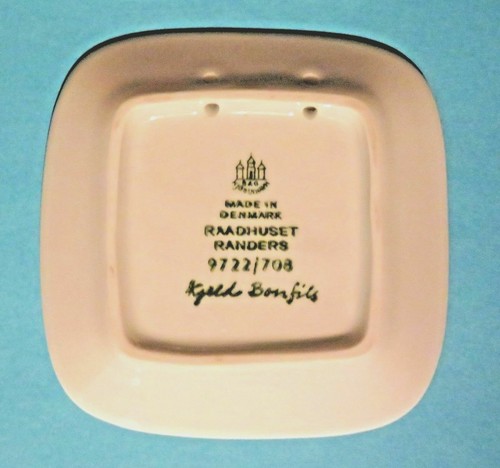 B&G
MADE IN
DENMARK
RAADHUSET
RANDERS
9722/708
Kjeld Bonfils